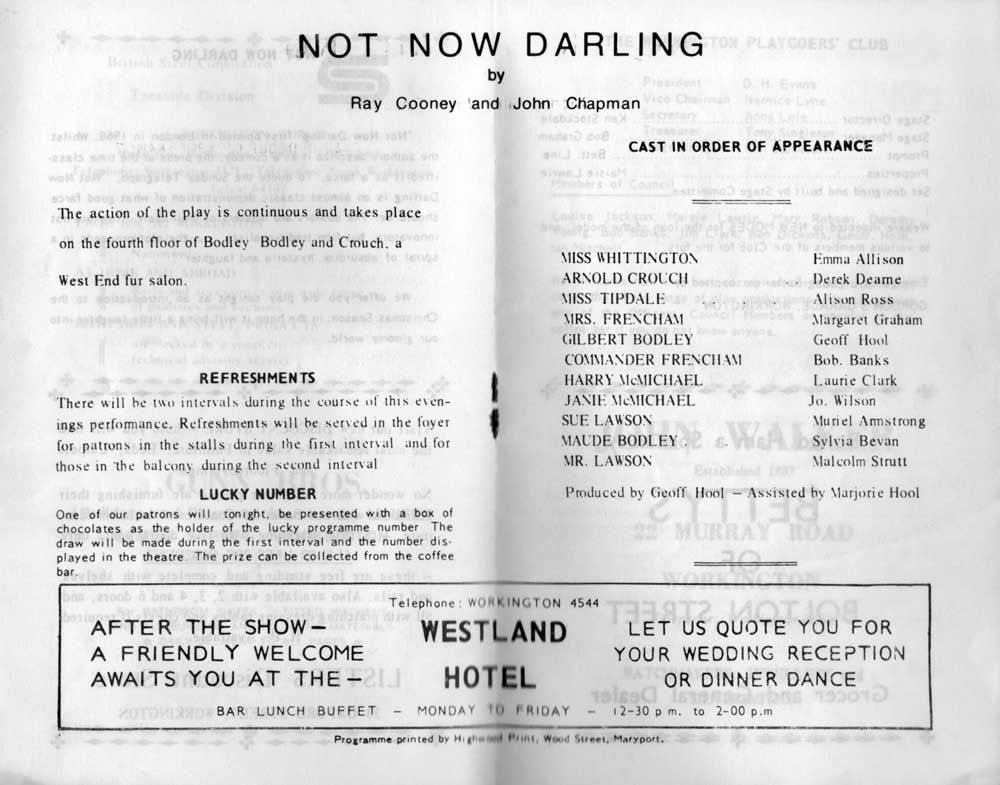 NOT NOW DARLING
by
Ray Cooney and John Chapman
The action of the play is continuous and takes place
on the fourth floor of Bodley Bodley and Crouch, a
West End fur salon.
REFRESHMENTS
There will be two intervals during the course of this even-
ings perfomance. Refreshments will be served in the foyer
for patrons in the stalls during the first interval and for
those in the balcony during the second interval
LUCKY NUMBER
One of our patrons will tonight, be presented with a box of
chocolates as the holder of the lucky programme number The
draw will be made during the first interval and the number dis-
played in the theatre. The prize can be collected from the coffee
bar.
CAST IN ORDER OF APPEARANCE
MISS WHITTINGTON Emma Allison
ARNOLD CROUCH Derek Deame
MISS TIPDALE Alison Ross
MRS. FRENCHAM Margaret Graham
GILBERT BODLEY Geoff Hool
COMMANDER FRENCHAM Bob. Banks
HARRY McMICHAEL Laurie Clark
JANIE McMICHAEL Jo. Wilson
SUE LAWSON Muriel Armstrong
MAUDE BODLEY Sylvia Bevan
MR. LAWSON Malcolm Strutt
Produced by Geoff Hool – Assisted by Marjorie Hool
Telephone: WORKINGTON 4544
AFTER THE SHOW –
A FRIENDLY WELCOME
AWAITS YOU AT THE –
WESTLAND
HOTEL
LET US QUOTE YOU FOR
YOUR WEDDING RECEPTION
OR DINNER DANCE
BAR LUNCH BUFFET – MONDAY TO FRIDAY – 12-30 p m. to 2-00 p.m
Programme printed by Highwood Print, Wood Street, Maryport.